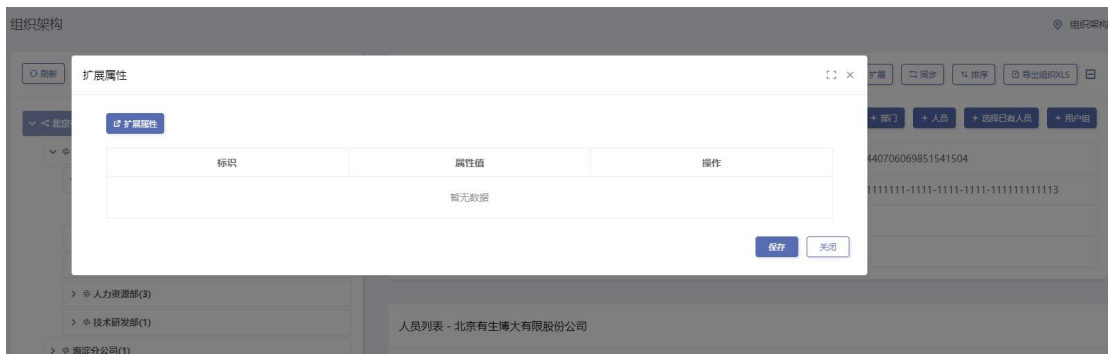 组织架构
组织架构
刷新
扩展属性
扩展
同步
排序
导出组织XLS
北京
扩展属性
+ 部门
+ 人员
+ 选择已有人员
+ 用户组
标识
属性值
操作
440706069851541504
暂无数据
1111111-1111-1111-1111-111111111113
保存
关闭
人力资源部(3)
技术研发部(1)
人员列表 - 北京有生博大有限股份公司
海淀分公司(1)